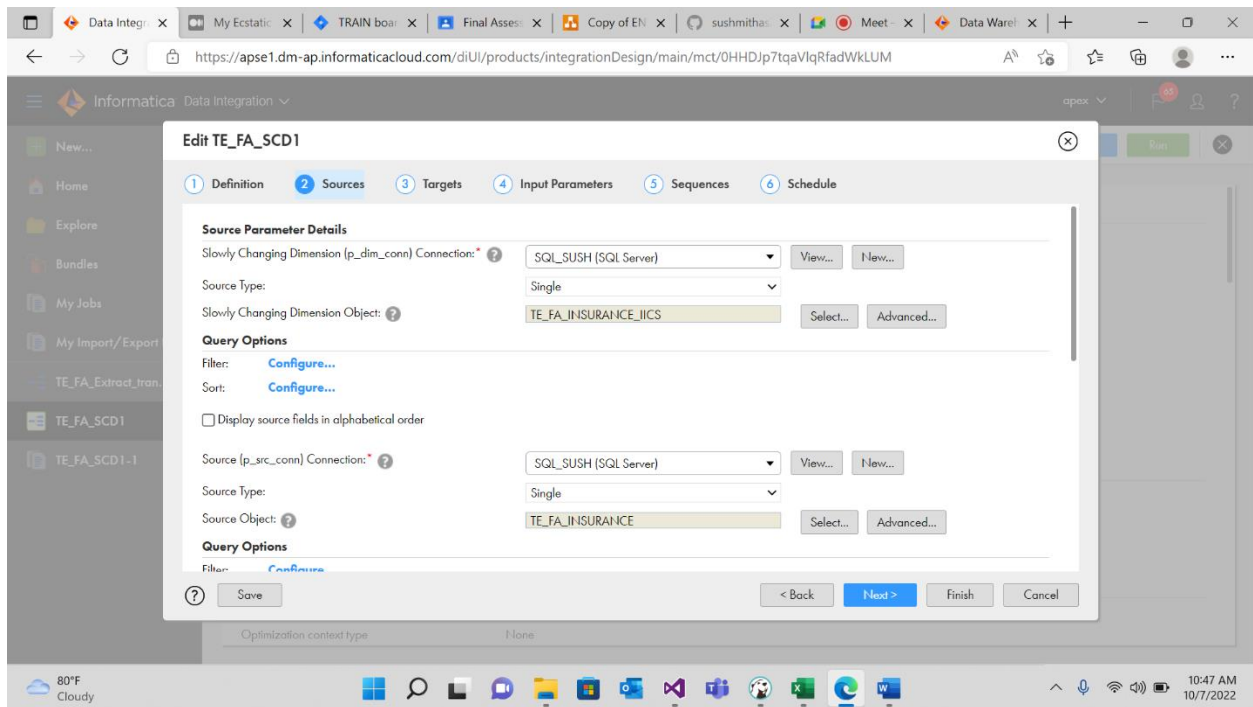 Data Integr
My Ecstatic
TRAIN boar
Final Assess
Copy of EN
sushmithas
Meet -
Data Wareh
https://apse1.dm-ap.informaticacloud.com/diUI/products/integrationDesign/main/mct/0HHDJp7tqaVlqRfadWkLUM
Informatica Data Integration
apex
65
?
New...
Run
Home
Explore
Bundles
My Jobs
My Import/Export
TE_FA_Extract_tran.
TE_FA_SCD1
TE_FA_SCD1-1
Edit TE_FA_SCD1
1 Definition 2 Sources 3 Targets 4 Input Parameters 5 Sequences 6 Schedule
Source Parameter Details
Slowly Changing Dimension (p_dim_conn) Connection:* ? SQL_SUSH (SQL Server) View... New...
Source Type: Single
Slowly Changing Dimension Object: ? TE_FA_INSURANCE_IICS Select... Advanced...
Query Options
Filter: Configure...
Sort: Configure...
Display source fields in alphabetical order
Source (p_src_conn) Connection:* ? SQL_SUSH (SQL Server) View... New...
Source Type: Single
Source Object: ? TE_FA_INSURANCE Select... Advanced...
Query Options
Filter: Configure...
? Save < Back Next > Finish Cancel
Optimization context type None
80°F
Cloudy
10:47 AM
10/7/2022